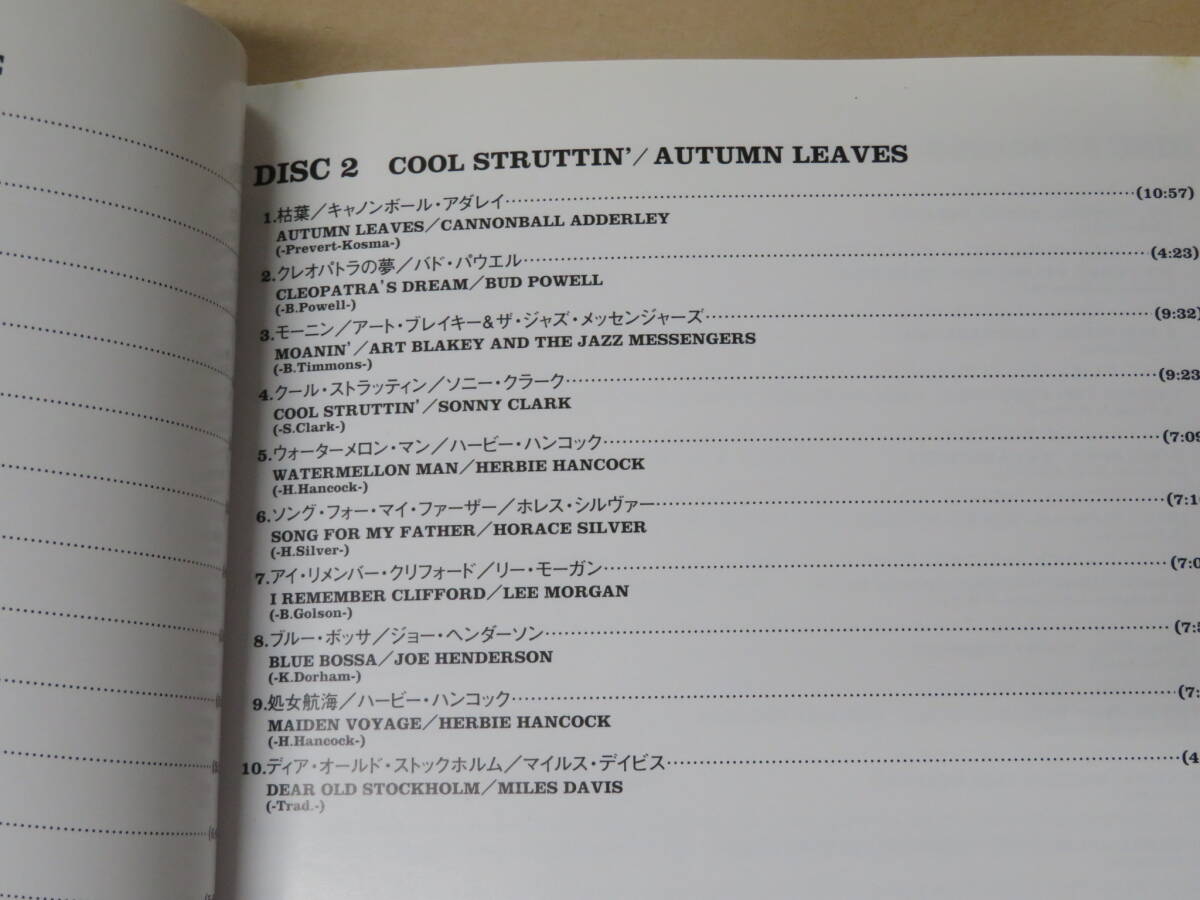 DISC 2 COOL STRUTTIN'/AUTUMN LEAVES
1.枯葉/キャノンボール・アダレイ (10:57)
AUTUMN LEAVES/CANNONBALL ADDERLEY
(-Prevert-Kosma-)
2.クレオパトラの夢/バド・パウエル (4:23)
CLEOPATRA'S DREAM/BUD POWELL
(-B.Powell-)
3.モーニン/アート・ブレイキー&ザ・ジャズ・メッセンジャーズ (9:32)
MOANIN'/ART BLAKEY AND THE JAZZ MESSENGERS
(-B.Timmons-)
4.クール・ストラッティン/ソニー・クラーク (9:23
COOL STRUTTIN'/SONNY CLARK
(-S.Clark-)
5.ウォーターメロン・マン/ハービー・ハンコック (7:09
WATERMELLON MAN/HERBIE HANCOCK
(-H.Hancock-)
6.ソング・フォー・マイ・ファーザー/ホレス・シルヴァー (7:1
SONG FOR MY FATHER/HORACE SILVER
(-H.Silver-)
7.アイ・リメンバー・クリフォード/リー・モーガン (7:0
I REMEMBER CLIFFORD/LEE MORGAN
(-B.Golson-)
8.ブルー・ボッサ/ジョー・ヘンダーソン (7:5
BLUE BOSSA/JOE HENDERSON
(-K.Dorham-)
9.処女航海/ハービー・ハンコック (7:
MAIDEN VOYAGE/HERBIE HANCOCK
(-H.Hancock-)
10.ディア・オールド・ストックホルム/マイルス・デイビス (4
DEAR OLD STOCKHOLM/MILES DAVIS
(-Trad.-)